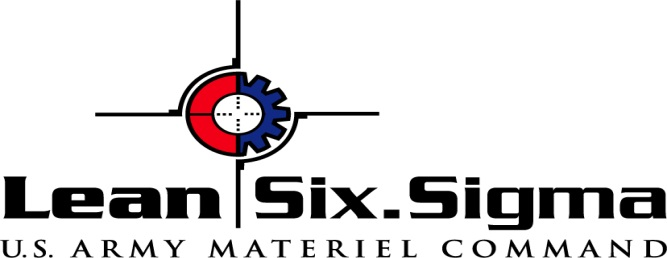 Lean Six.Sigma
U.S. ARMY MATERIEL COMMAND